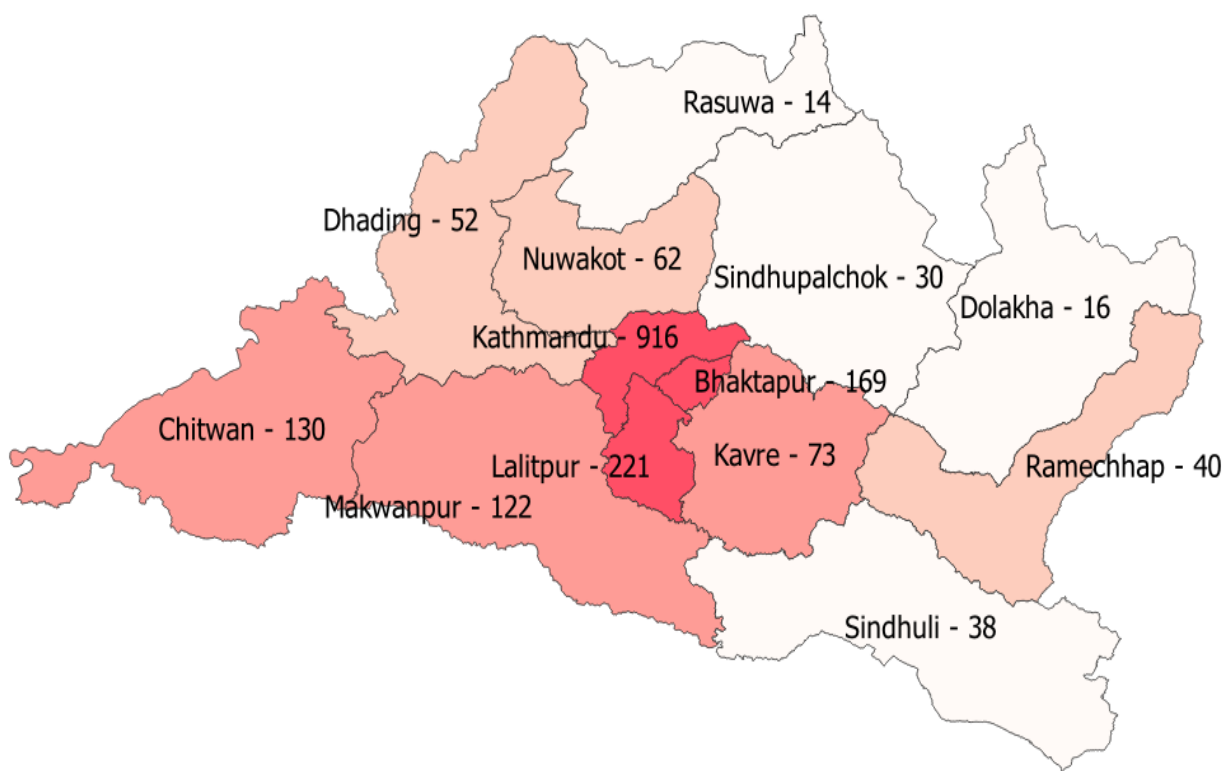 Rasuwa - 14
Dhading - 52
Nuwakot - 62
Sindhupalchok - 30
Dolakha - 16
Kathmandu - 916
Bhaktapur - 169
Chitwan - 130
Lalitpur - 221
Kavre - 73
Ramechhap - 40
Makwanpur - 122
Sindhuli - 38